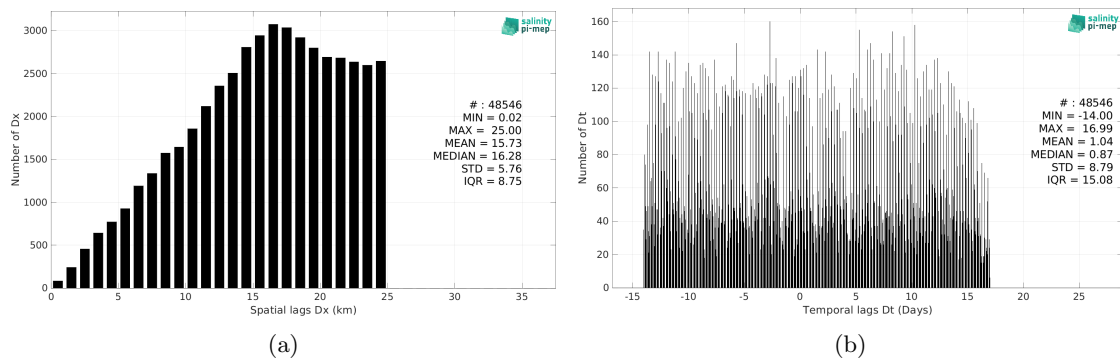 salinity
pi-mep
Number of Dx
3000
2500
2000
1500
1000
500
0
# : 48546
MIN = 0.02
MAX = 25.00
MEAN = 15.73
MEDIAN = 16.28
STD = 5.76
IQR = 8.75
0 5 10 15 20 25 30 35
Spatial lags Dx (km)
(a)
salinity
pi-mep
Number of Dt
160
140
120
100
80
60
40
20
0
# : 48546
MIN = -14.00
MAX = 16.99
MEAN = 1.04
MEDIAN = 0.87
STD = 8.79
IQR = 15.08
-15 -10 -5 0 5 10 15 20 25
Temporal lags Dt (Days)
(b)